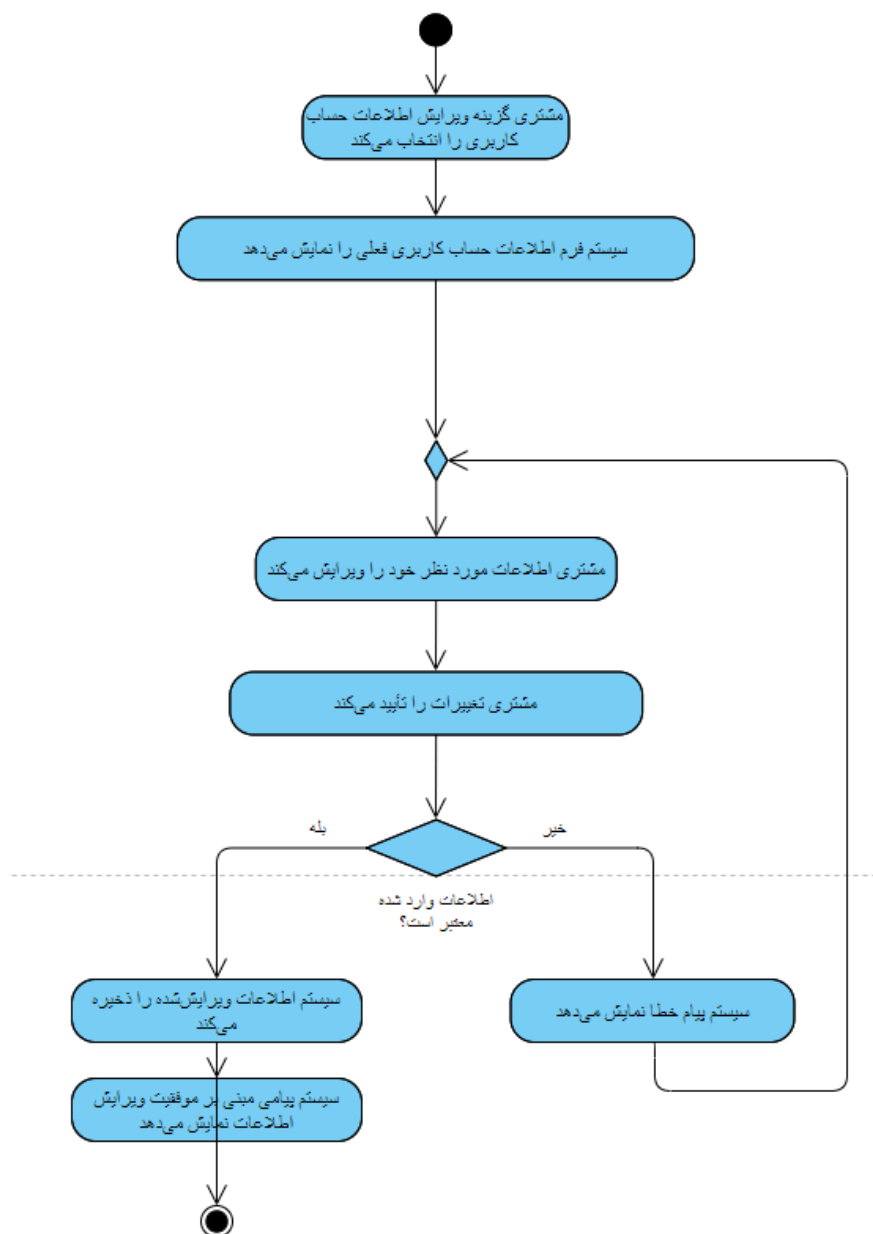 مشتری گزینه ویرایش اطلاعات حساب
کاربری را انتخاب می‌کند
سیستم فرم اطلاعات حساب کاربری فعلی را نمایش می‌دهد
مشتری اطلاعات مورد نظر خود را ویرایش می‌کند
مشتری تغییرات را تأیید می‌کند
خیر
بله
اطلاعات وارد شده
معتبر است؟
سیستم پیام خطا نمایش می‌دهد
سیستم اطلاعات ویرایش‌شده را ذخیره
می‌کند
سیستم پیامی مبنی بر موفقیت ویرایش
اطلاعات نمایش می‌دهد